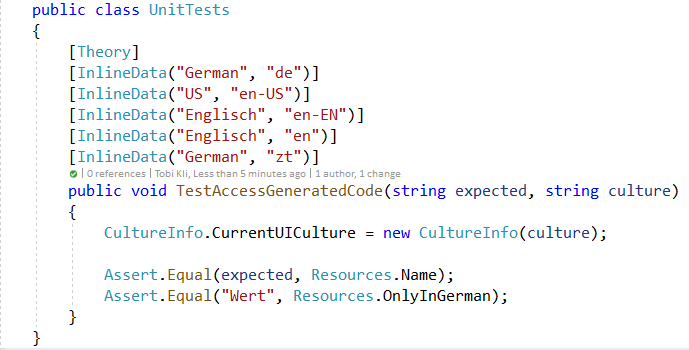 public class UnitTests
{
[Theory]
[InlineData("German", "de")]
[InlineData("US", "en-US")]
[InlineData("Englisch", "en-EN")]
[InlineData("Englisch", "en")]
[InlineData("German", "zt")]
| 0 references | Tobi Kli, Less than 5 minutes ago | 1 author, 1 change
public void TestAccessGeneratedCode(string expected, string culture)
{
CultureInfo.CurrentUICulture = new CultureInfo(culture);
Assert.Equal(expected, Resources.Name);
Assert.Equal("Wert", Resources.OnlyInGerman);
}
}